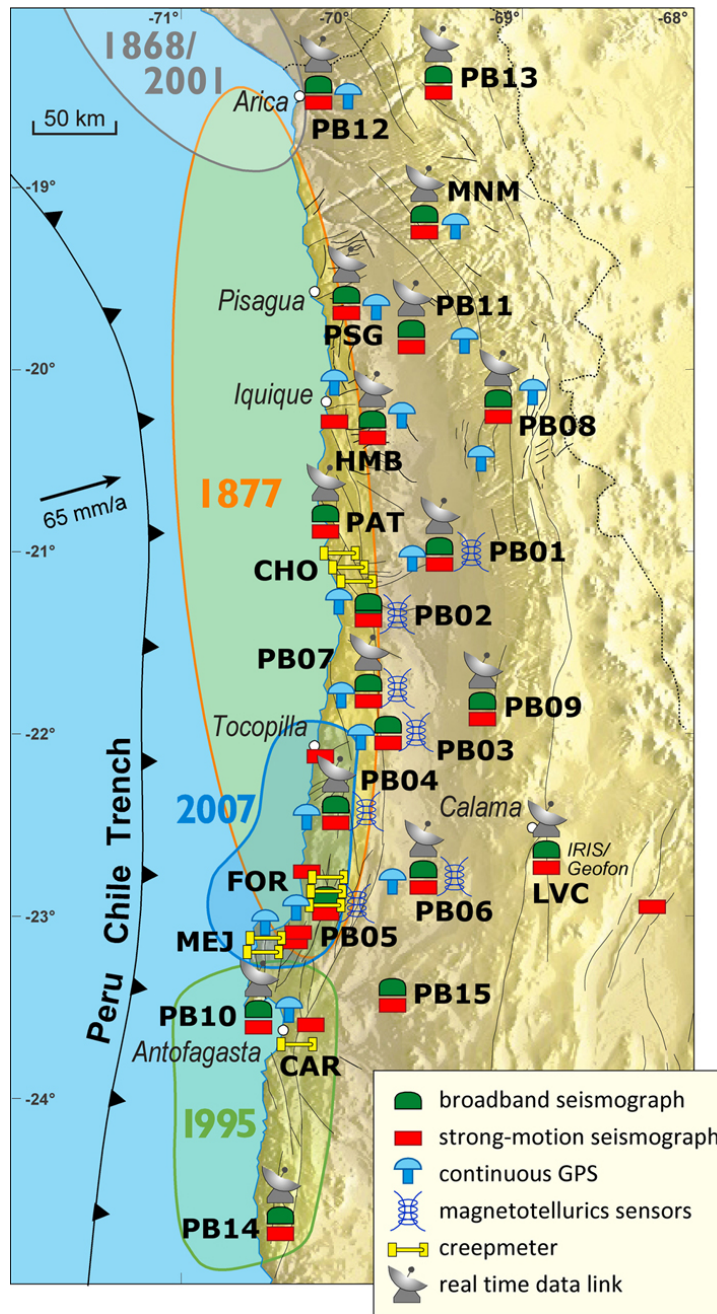 -71°
-70°
-69°
-68°
1868/
2001
Arica
PB12
PB13
50 km
-19°
MNM
Pisagua
PSG
PB11
-20°
Iquique
HMB
PB08
1877
65 mm/a
PAT
-21°
CHO
PB01
PB02
PB07
PB09
-22°
Tocopilla
PB03
PB04
2007
Calama
IRIS/
Geofon
LVC
FOR
PB06
-23°
MEJ
PB05
Peru Chile Trench
PB10
PB15
Antofagasta
CAR
-24°
1995
PB14
broadband seismograph
strong-motion seismograph
continuous GPS
magnetotellurics sensors
creepmeter
real time data link